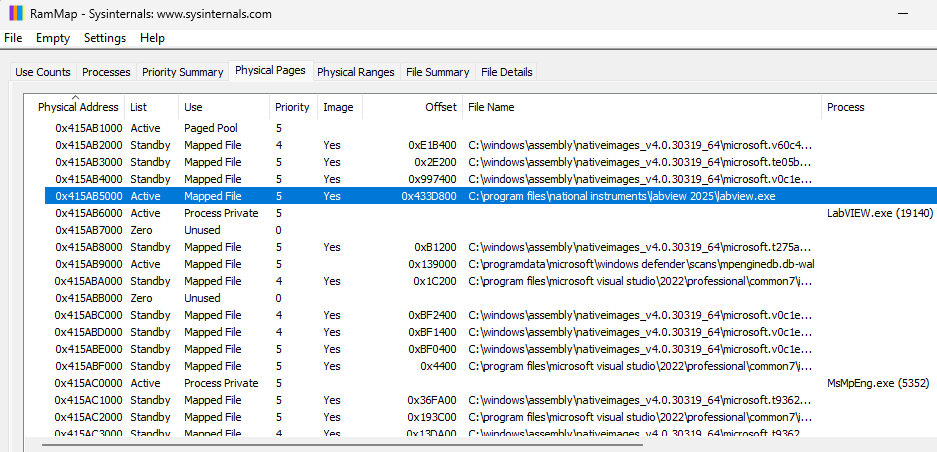 RamMap - Sysinternals: www.sysinternals.com
File Empty Settings Help
Use Counts Processes Priority Summary Physical Pages Physical Ranges File Summary File Details
Physical Address List Use Priority Image Offset File Name Process
0x415AB1000 Active Paged Pool 5
0x415AB2000 Standby Mapped File 4 Yes 0xE1B400 C:\windows\assembly\nativeimages_v4.0.30319_64\microsoft.v60c4...
0x415AB3000 Standby Mapped File 5 Yes 0x2E200 C:\windows\assembly\nativeimages_v4.0.30319_64\microsoft.te05b...
0x415AB4000 Standby Mapped File 5 Yes 0x997400 C:\windows\assembly\nativeimages_v4.0.30319_64\microsoft.v0c1e...
0x415AB5000 Active Mapped File 5 Yes 0x433D800 C:\program files\national instruments\labview 2025\labview.exe
0x415AB6000 Active Process Private 5 LabVIEW.exe (19140)
0x415AB7000 Zero Unused 0
0x415AB8000 Standby Mapped File 5 Yes 0xB1200 C:\windows\assembly\nativeimages_v4.0.30319_64\microsoft.t275a...
0x415AB9000 Active Mapped File 5 0x139000 C:\programdata\microsoft\windows defender\scans\mpenginedb.db-wal
0x415ABA000 Standby Mapped File 4 Yes 0x1C200 C:\program files\microsoft visual studio\2022\professional\common7\i...
0x415ABB000 Zero Unused 0
0x415ABC000 Standby Mapped File 4 Yes 0xBF2400 C:\windows\assembly\nativeimages_v4.0.30319_64\microsoft.v0c1e...
0x415ABD000 Standby Mapped File 4 Yes 0xBF1400 C:\windows\assembly\nativeimages_v4.0.30319_64\microsoft.v0c1e...
0x415ABE000 Standby Mapped File 5 Yes 0xBF0400 C:\windows\assembly\nativeimages_v4.0.30319_64\microsoft.v0c1e...
0x415ABF000 Standby Mapped File 5 Yes 0x4400 C:\program files\microsoft visual studio\2022\professional\common7\i...
0x415AC0000 Active Process Private 5 MsMpEng.exe (5352)
0x415AC1000 Standby Mapped File 5 Yes 0x36FA00 C:\windows\assembly\nativeimages_v4.0.30319_64\microsoft.t9362...
0x415AC2000 Standby Mapped File 5 Yes 0x193C00 C:\program files\microsoft visual studio\2022\professional\common7\i...
0x415AC3000 Standby Mapped File 4 Yes 0x13DA00 C:\windows\assembly\nativeimages_v4.0.30319_64\microsoft.t9362...